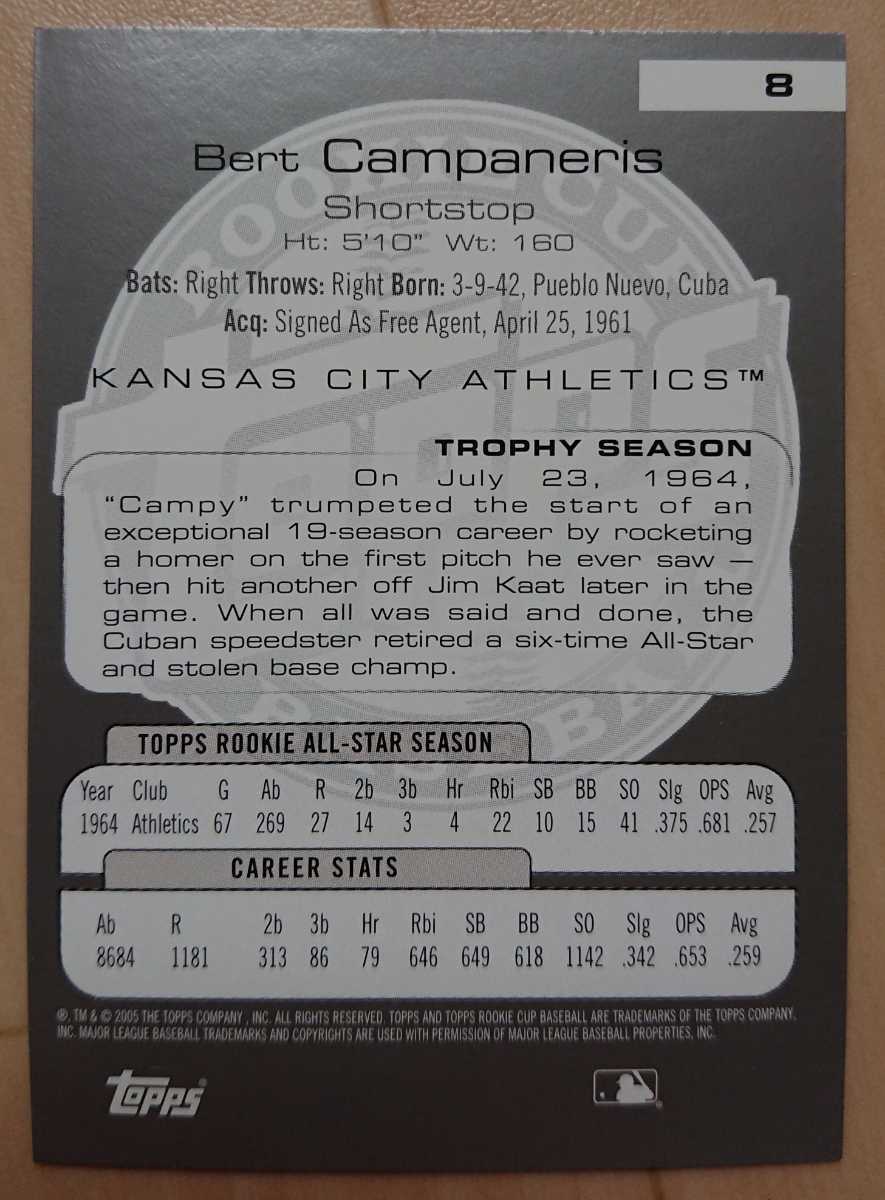 8
Bert Campaneris
Shortstop
Ht: 5'10" Wt: 160
Bats: Right Throws: Right Born: 3-9-42, Pueblo Nuevo, Cuba
Acq: Signed As Free Agent, April 25, 1961
KANSAS CITY ATHLETICS™
TROPHY SEASON
On July 23, 1964,
“Campy” trumpeted the start of an
exceptional 19-season career by rocketing
a homer on the first pitch he ever saw —
then hit another off Jim Kaat later in the
game. When all was said and done, the
Cuban speedster retired a six-time All-Star
and stolen base champ.
TOPPS ROOKIE ALL-STAR SEASON
Year Club G Ab R 2b 3b Hr Rbi SB BB SO Slg OPS Avg
1964 Athletics 67 269 27 14 3 4 22 10 15 41 .375 .681 .257
CAREER STATS
Ab R 2b 3b Hr Rbi SB BB SO Slg OPS Avg
8684 1181 313 86 79 646 649 618 1142 .342 .653 .259
®, TM & © 2005 THE TOPPS COMPANY , INC. ALL RIGHTS RESERVED. TOPPS AND TOPPS ROOKIE CUP BASEBALL ARE TRADEMARKS OF THE TOPPS COMPANY,
INC. MAJOR LEAGUE BASEBALL TRADEMARKS AND COPYRIGHTS ARE USED WITH PERMISSION OF MAJOR LEAGUE BASEBALL PROPERTIES, INC.
Topps®